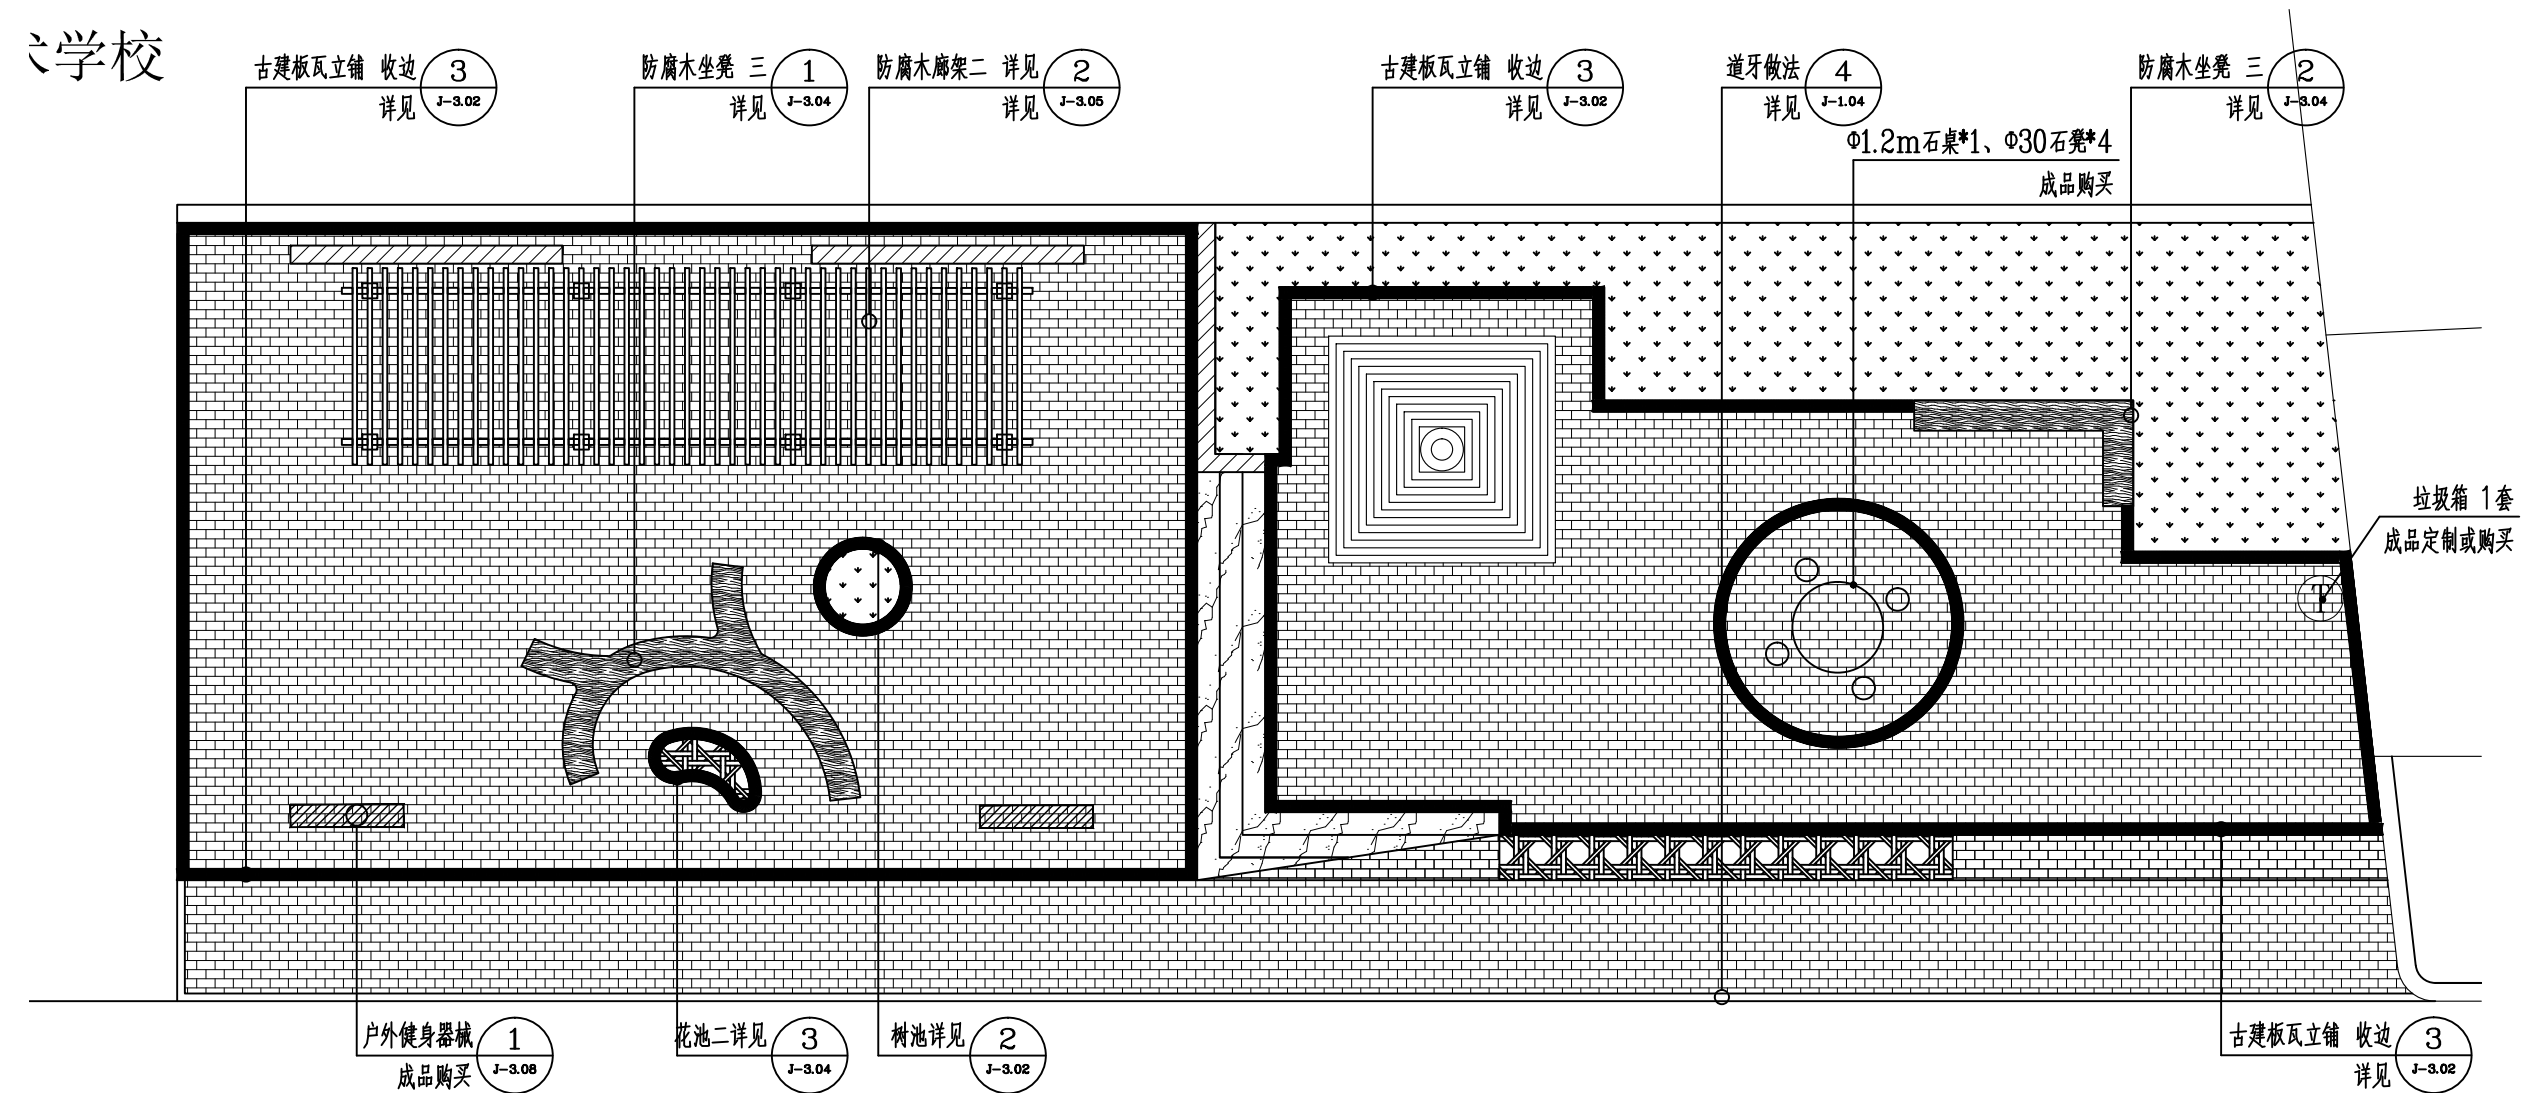 学校
古建板瓦立铺 收边 3
详见 J-3.02
防腐木坐凳 三 1
详见 J-3.04
防腐木廊架二 详见 2
详见 J-3.05
古建板瓦立铺 收边 3
详见 J-3.02
道牙做法 4
详见 J-1.04
防腐木坐凳 三 2
详见 J-3.04
Φ1.2m石桌*1、Φ30石凳*4
成品购买
垃圾箱 1套
成品定制或购买
T
户外健身器械 1
成品购买 J-3.08
花池二详见 3
J-3.04
树池详见 2
J-3.02
古建板瓦立铺 收边 3
详见 J-3.02